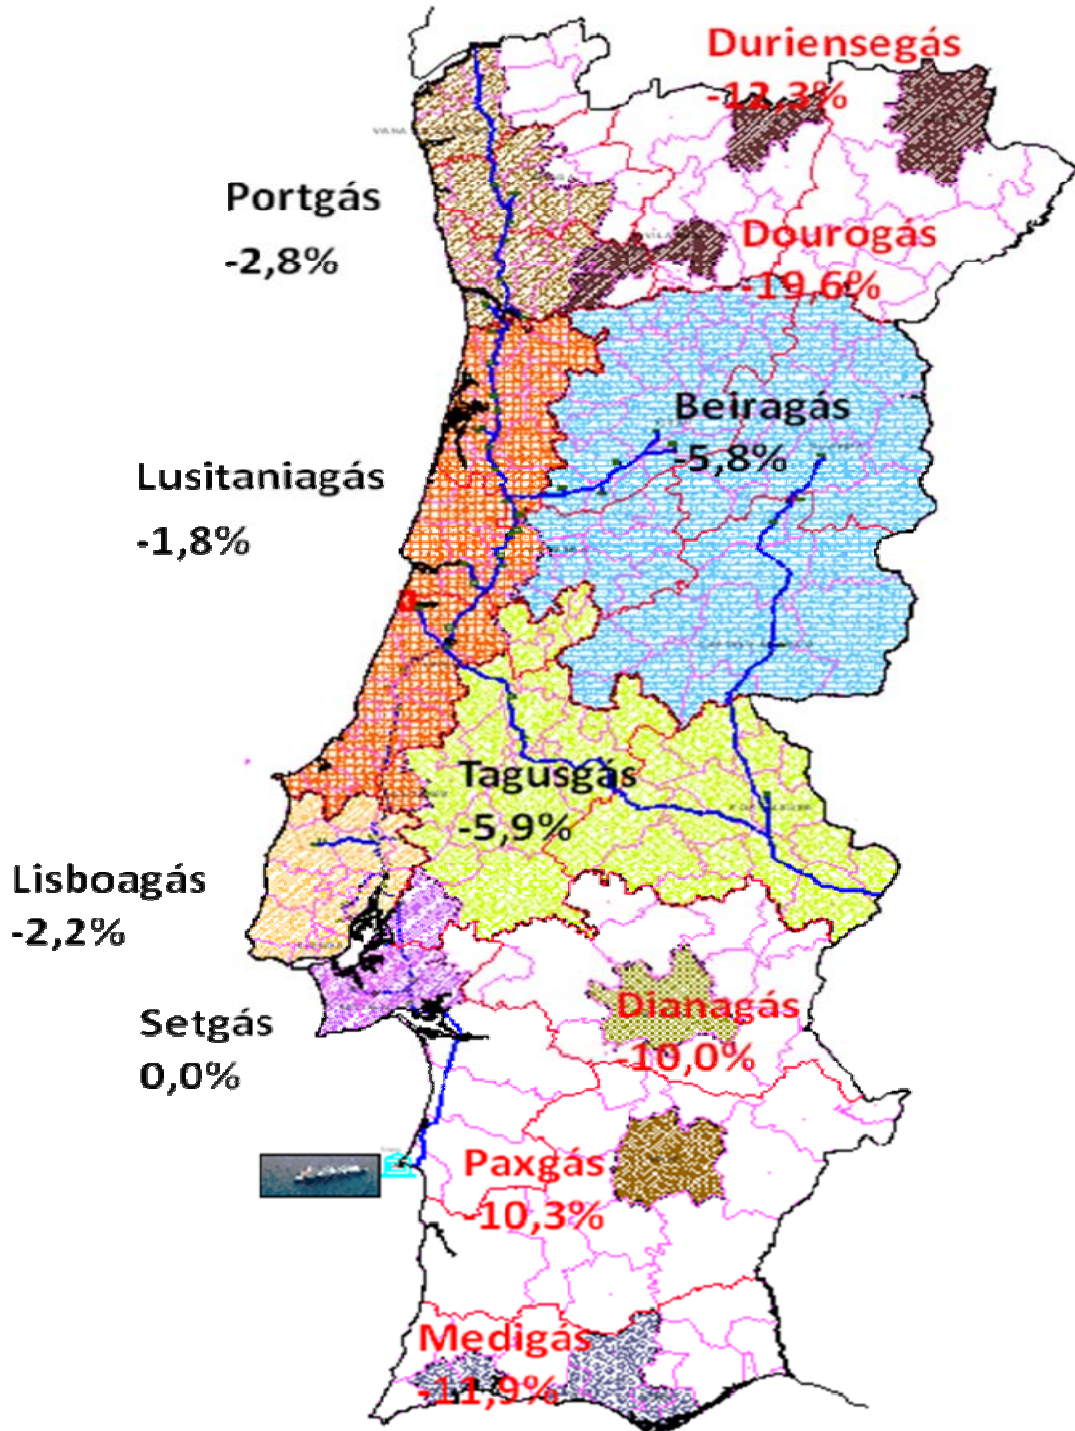 Duriensegás
-12,3%
Portgás
-2,8%
Dourogás
-19,6%
Beiragás
-5,8%
Lusitaniagás
-1,8%
Tagusgás
-5,9%
Lisboagás
-2,2%
Setgás
0,0%
Dianagás
-10,0%
Paxgás
-10,3%
Medigás
-11,9%